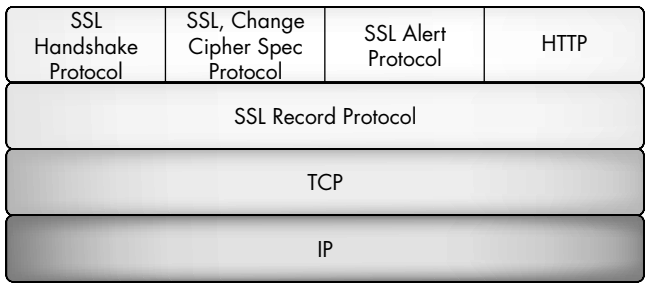 SSL
Handshake
Protocol
SSL, Change
Cipher Spec
Protocol
SSL Alert
Protocol
HTTP
SSL Record Protocol
TCP
IP